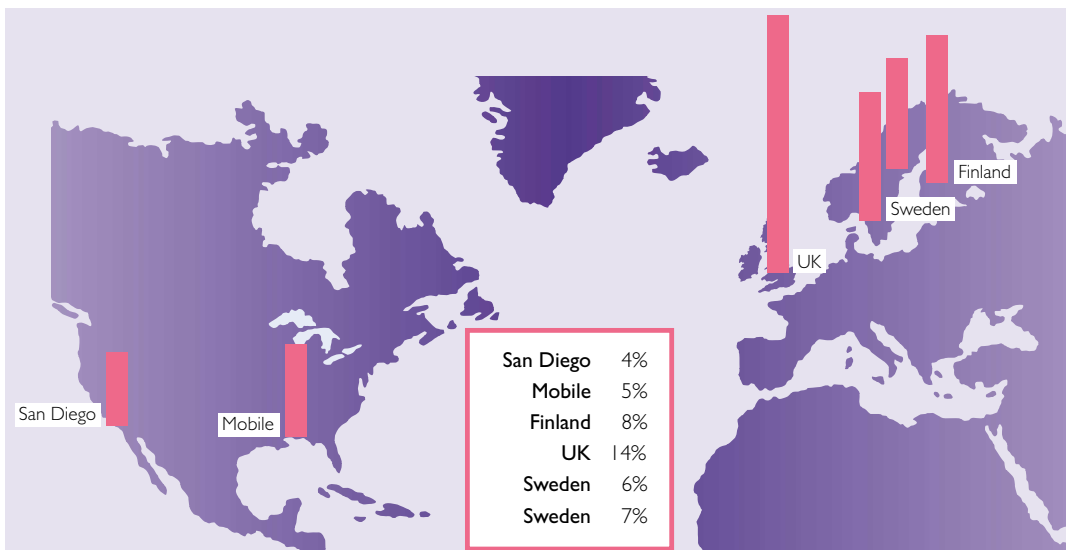 Finland
Sweden
UK
San Diego
Mobile
San Diego 4%
Mobile 5%
Finland 8%
UK 14%
Sweden 6%
Sweden 7%